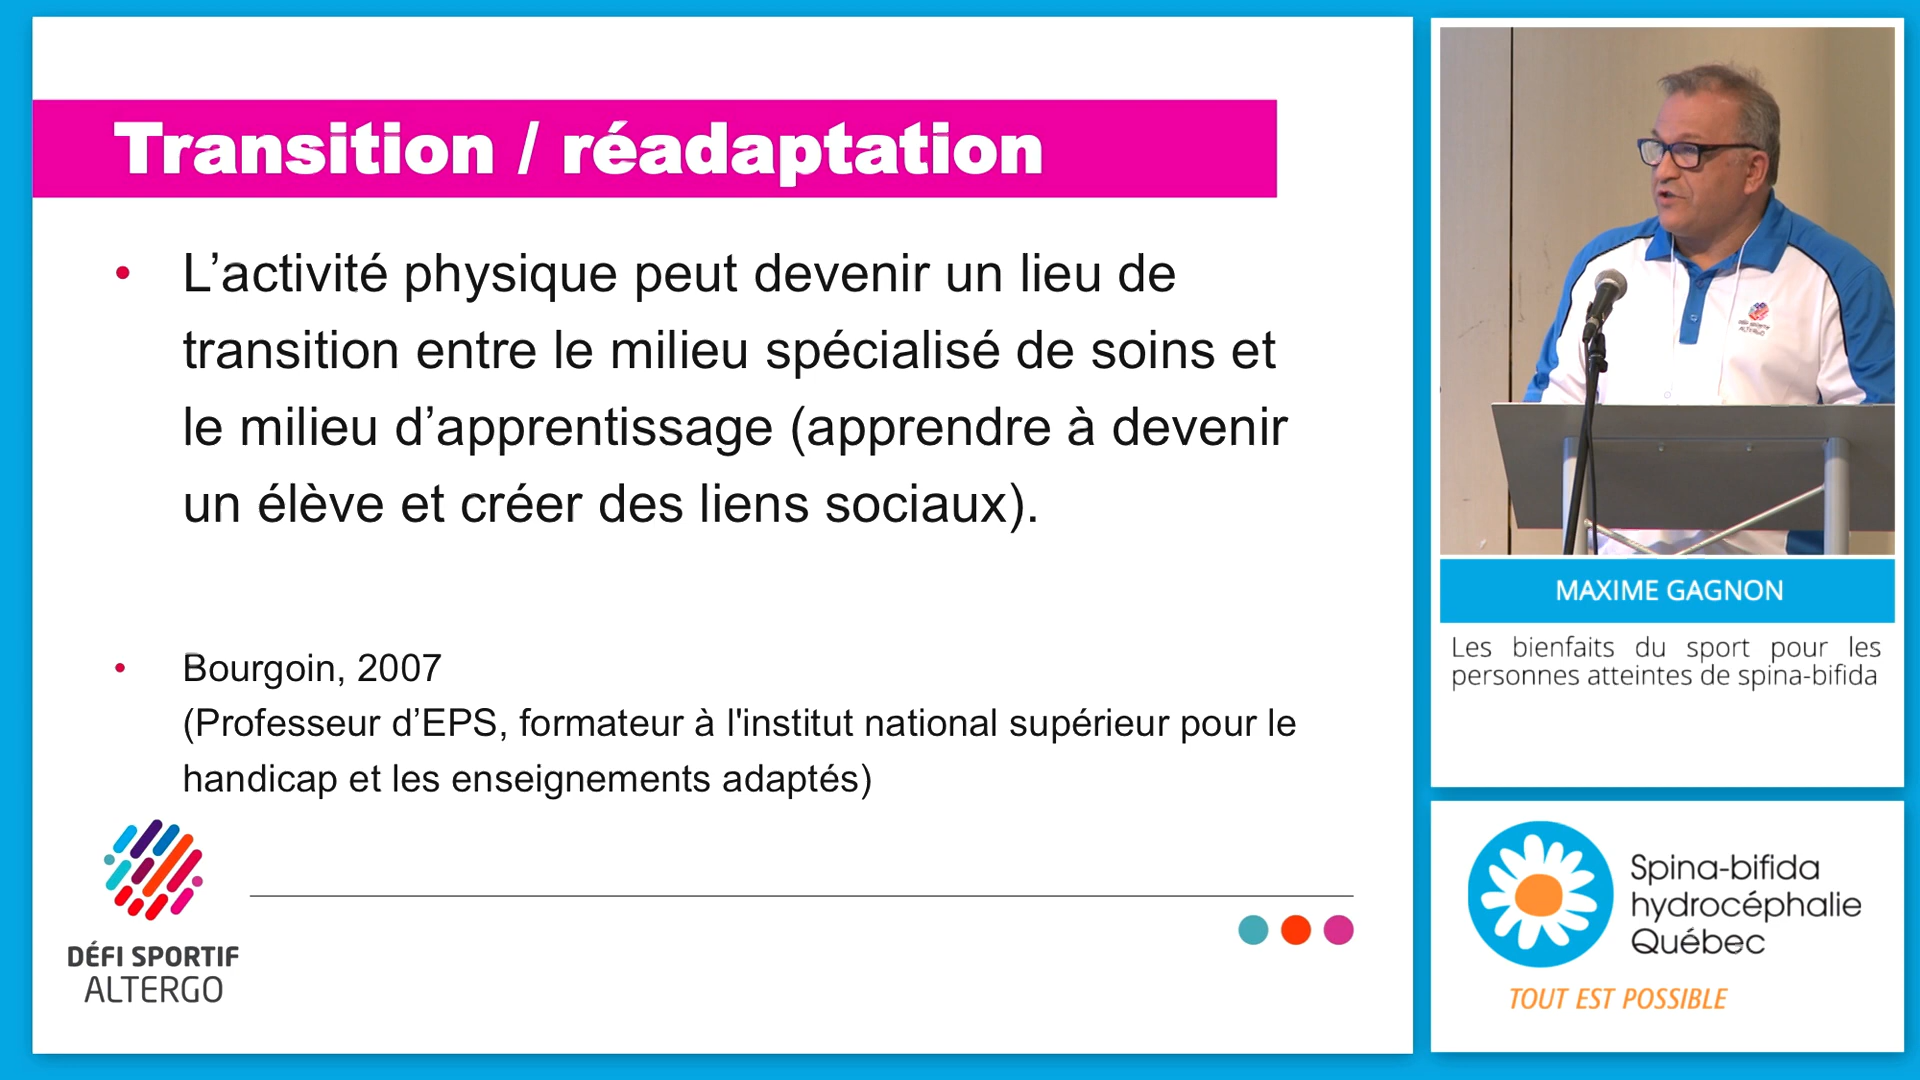 Transition / réadaptation
• L’activité physique peut devenir un lieu de
transition entre le milieu spécialisé de soins et
le milieu d’apprentissage (apprendre à devenir
un élève et créer des liens sociaux).
• Bourgoin, 2007
(Professeur d’EPS, formateur à l'institut national supérieur pour le
handicap et les enseignements adaptés)
DÉFI SPORTIF
ALTERGO
MAXIME GAGNON
Les bienfaits du sport pour les
personnes atteintes de spina-bifida
Spina-bifida
hydrocéphalie
Québec
TOUT EST POSSIBLE